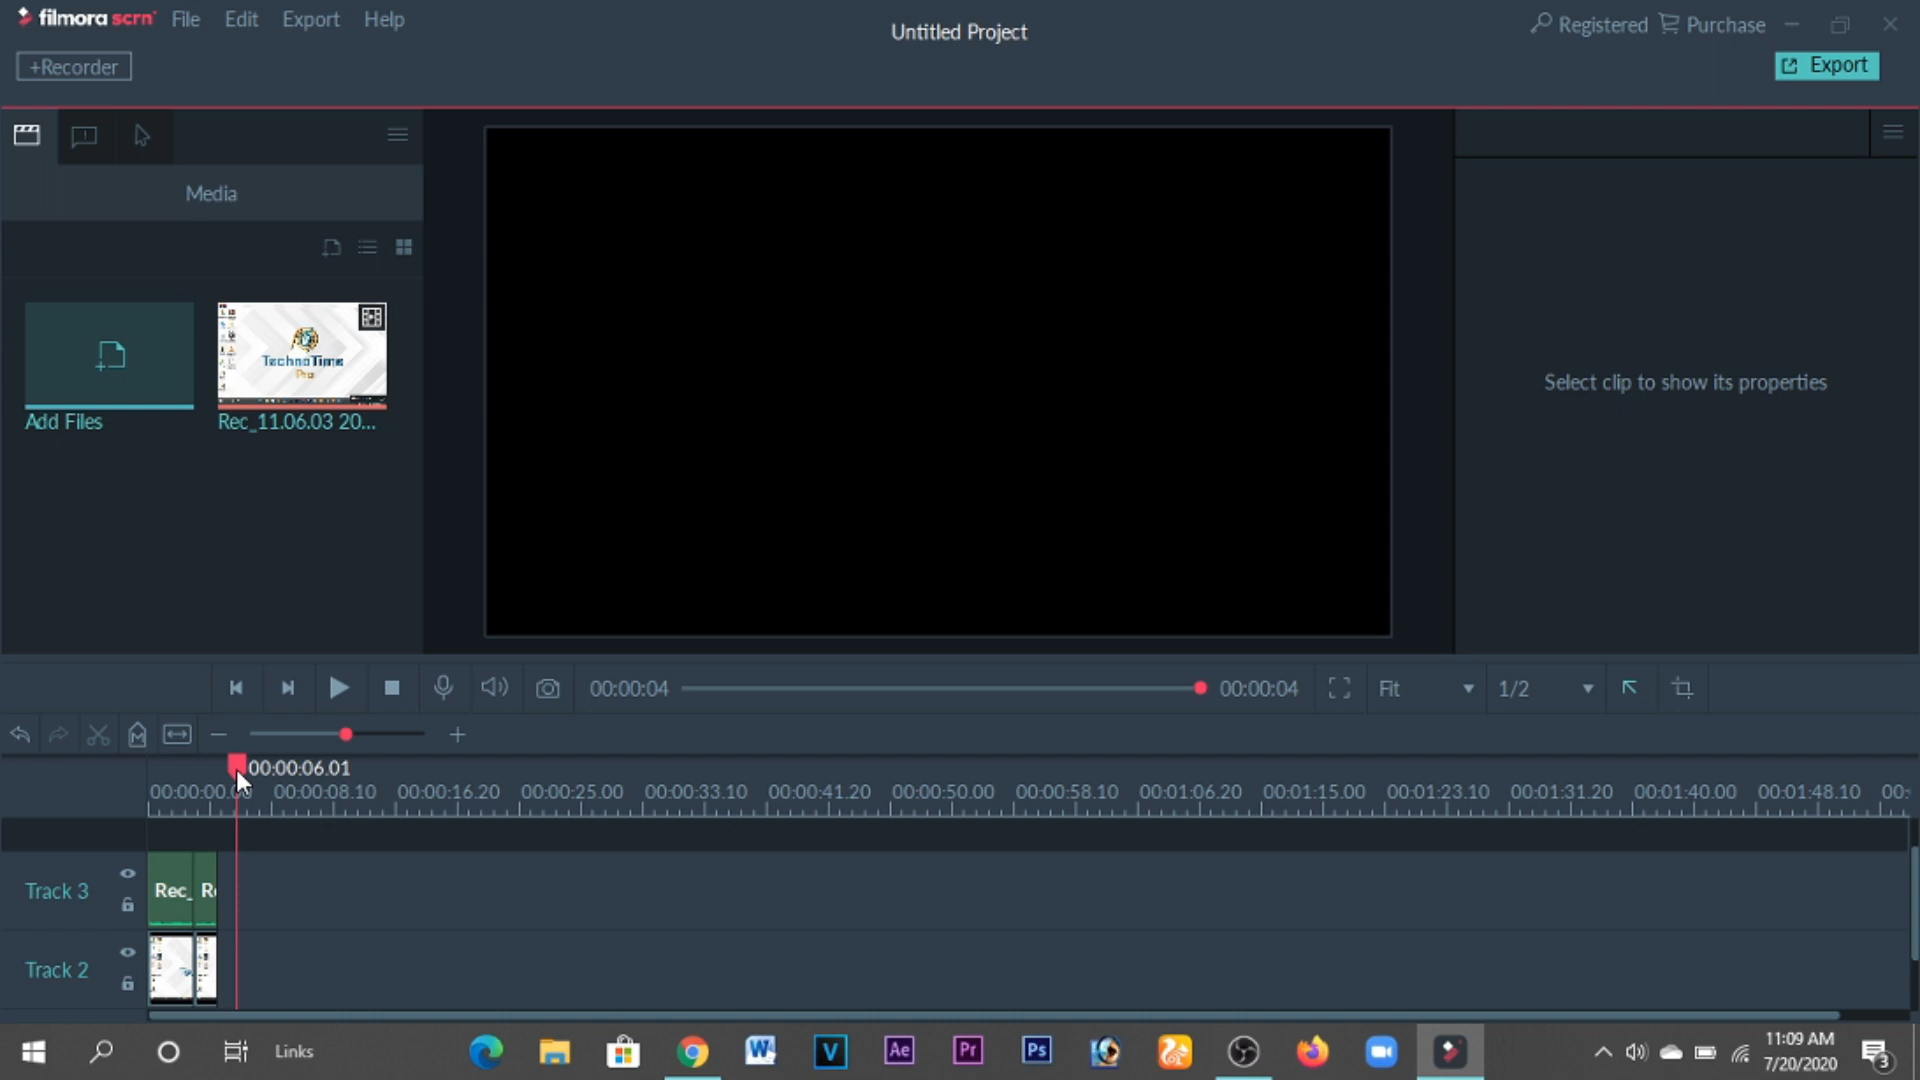 filmora scrn
File Edit Export Help
Untitled Project
Registered Purchase
+Recorder
Export
Media
TechnoTime
Pro
Add Files
Rec_11.06.03 20...
Select clip to show its properties
00:00:04
00:00:04
Fit
1/2
00:00:06.01
00:00:00. 00:00:08.10 00:00:16.20 00:00:25.00 00:00:33.10 00:00:41.20 00:00:50.00 00:00:58.10 00:01:06.20 00:01:15.00 00:01:23.10 00:01:31.20 00:01:40.00 00:01:48.10 00:
Track 3
Rec_ R
Track 2
Links
W
V
Ae
Pr
Ps
11:09 AM
7/20/2020
3